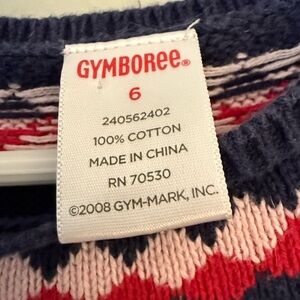 GYMBOREE®
6
240562402
100% COTTON
MADE IN CHINA
RN 70530
©2008 GYM-MARK, INC.